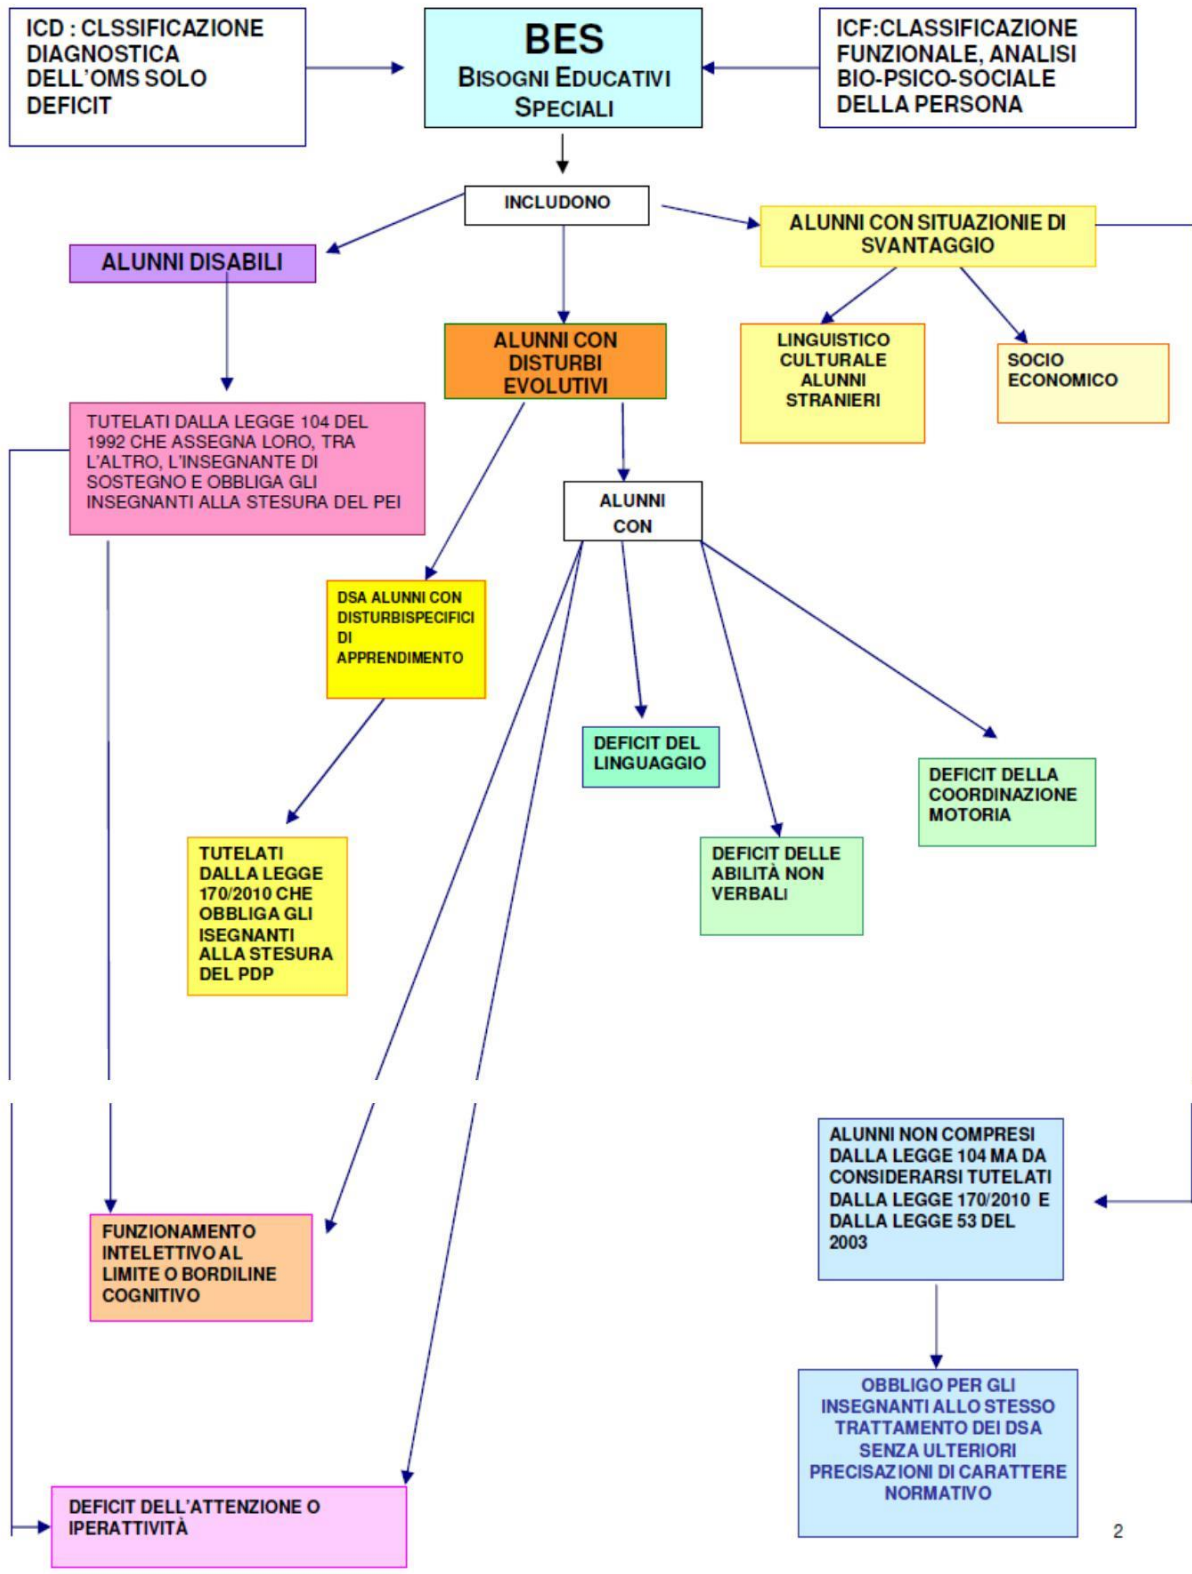 ICD : CLSSIFICAZIONE
DIAGNOSTICA
DELL'OMS SOLO
DEFICIT
BES
BISOGNI EDUCATIVI
SPECIALI
ICF:CLASSIFICAZIONE
FUNZIONALE, ANALISI
BIO-PSICO-SOCIALE
DELLA PERSONA
INCLUDONO
ALUNNI DISABILI
ALUNNI CON SITUAZIONIE DI
SVANTAGGIO
ALUNNI CON
DISTURBI
EVOLUTIVI
LINGUISTICO
CULTURALE
ALUNNI
STRANIERI
SOCIO
ECONOMICO
TUTELATI DALLA LEGGE 104 DEL
1992 CHE ASSEGNA LORO, TRA
L'ALTRO, L'INSEGNANTE DI
SOSTEGNO E OBBLIGA GLI
INSEGNANTI ALLA STESURA DEL PEI
ALUNNI
CON
DSA ALUNNI CON
DISTURBISPECIFICI
DI
APPRENDIMENTO
DEFICIT DEL
LINGUAGGIO
DEFICIT DELLA
COORDINAZIONE
MOTORIA
TUTELATI
DALLA LEGGE
170/2010 CHE
OBBLIGA GLI
ISEGNANTI
ALLA STESURA
DEL PDP
DEFICIT DELLE
ABILITÀ NON
VERBALI
ALUNNI NON COMPRESI
DALLA LEGGE 104 MA DA
CONSIDERARSI TUTELATI
DALLA LEGGE 170/2010 E
DALLA LEGGE 53 DEL
2003
FUNZIONAMENTO
INTELETTIVO AL
LIMITE O BORDILINE
COGNITIVO
OBBLIGO PER GLI
INSEGNANTI ALLO STESSO
TRATTAMENTO DEI DSA
SENZA ULTERIORI
PRECISAZIONI DI CARATTERE
NORMATIVO
DEFICIT DELL'ATTENZIONE O
IPERATTIVITÀ
2